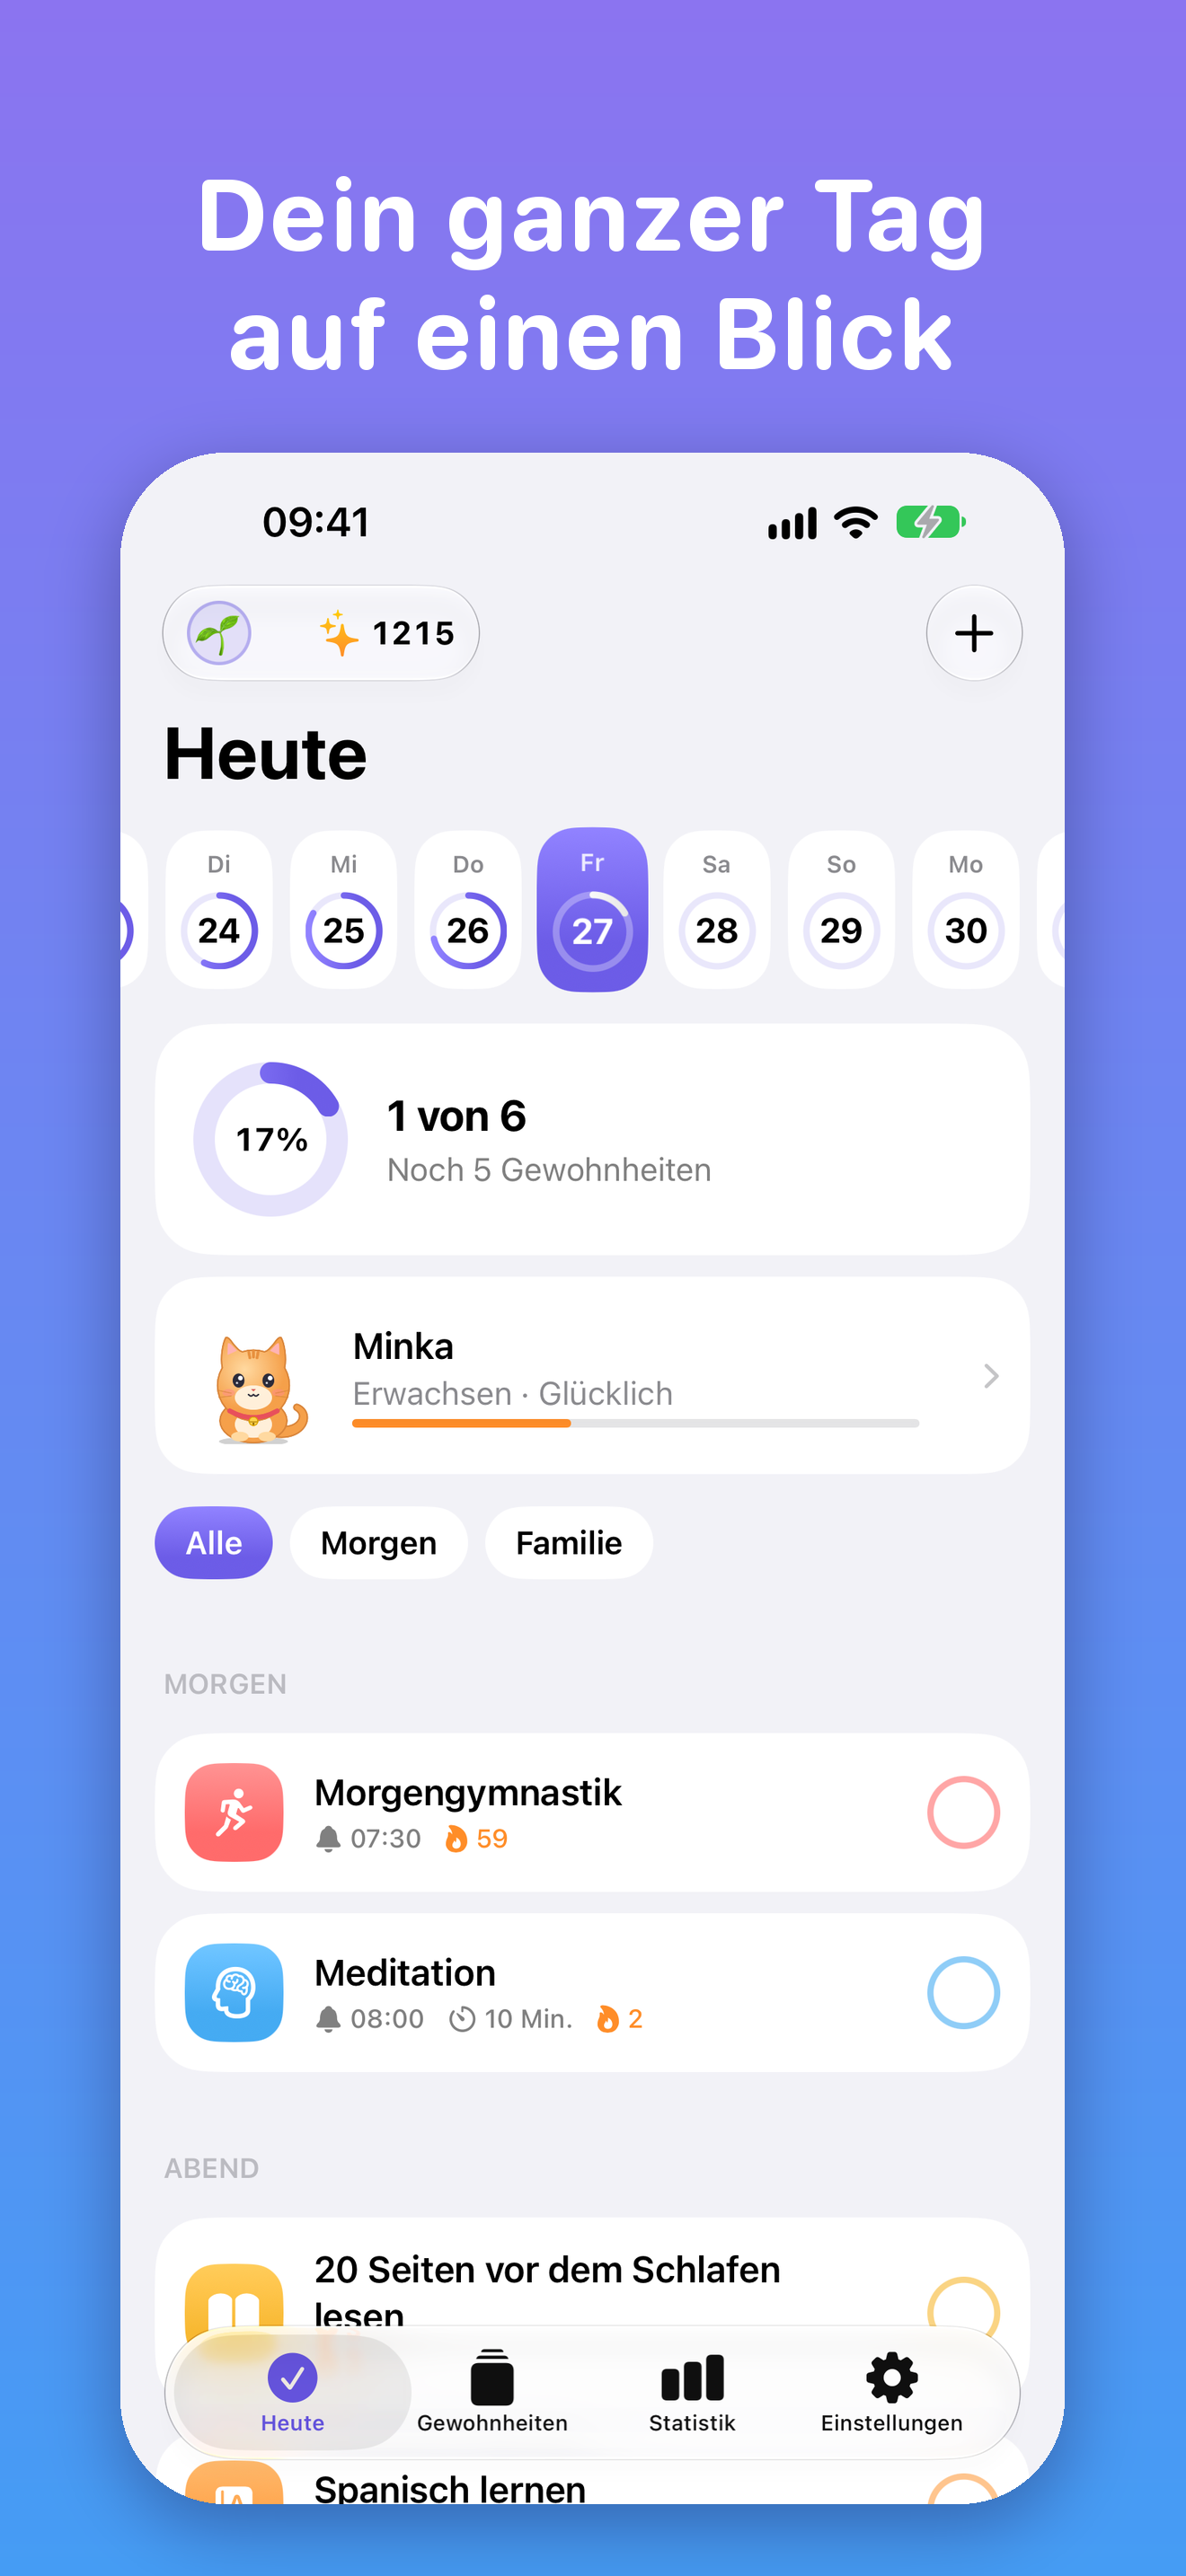 Dein ganzer Tag
auf einen Blick
09:41
1215
Heute
Di Mi Do Fr Sa So Mo
24 25 26 27 28 29 30
17%
1 von 6
Noch 5 Gewohnheiten
Minka
Erwachsen · Glücklich
Alle Morgen Familie
MORGEN
Morgengymnastik
07:30 59
Meditation
08:00 10 Min. 2
ABEND
20 Seiten vor dem Schlafen
lesen
Heute Gewohnheiten Statistik Einstellungen
Spanisch lernen